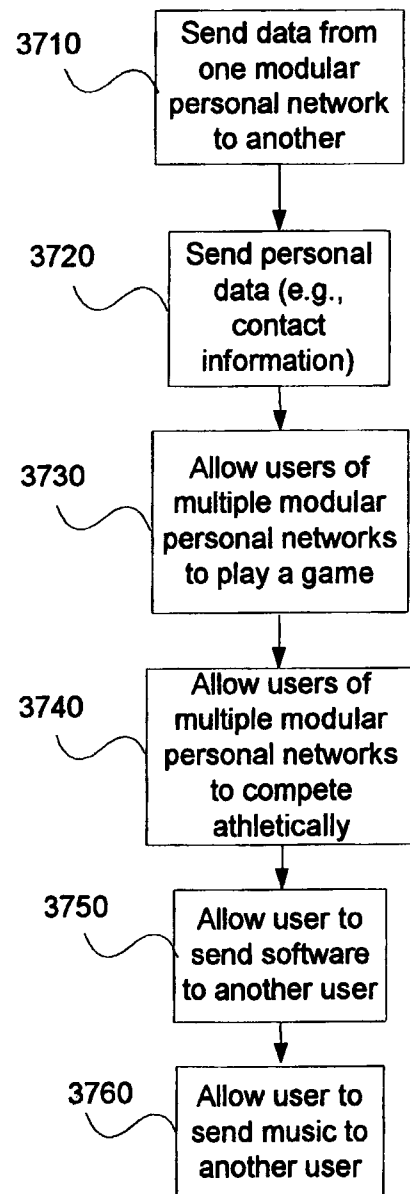 3710
Send data from
one modular
personal network
to another
3720
Send personal
data (e.g.,
contact
information)
3730
Allow users of
multiple modular
personal networks
to play a game
3740
Allow users of
multiple modular
personal networks
to compete
athletically
3750
Allow user to
send software
to another user
3760
Allow user to
send music to
another user